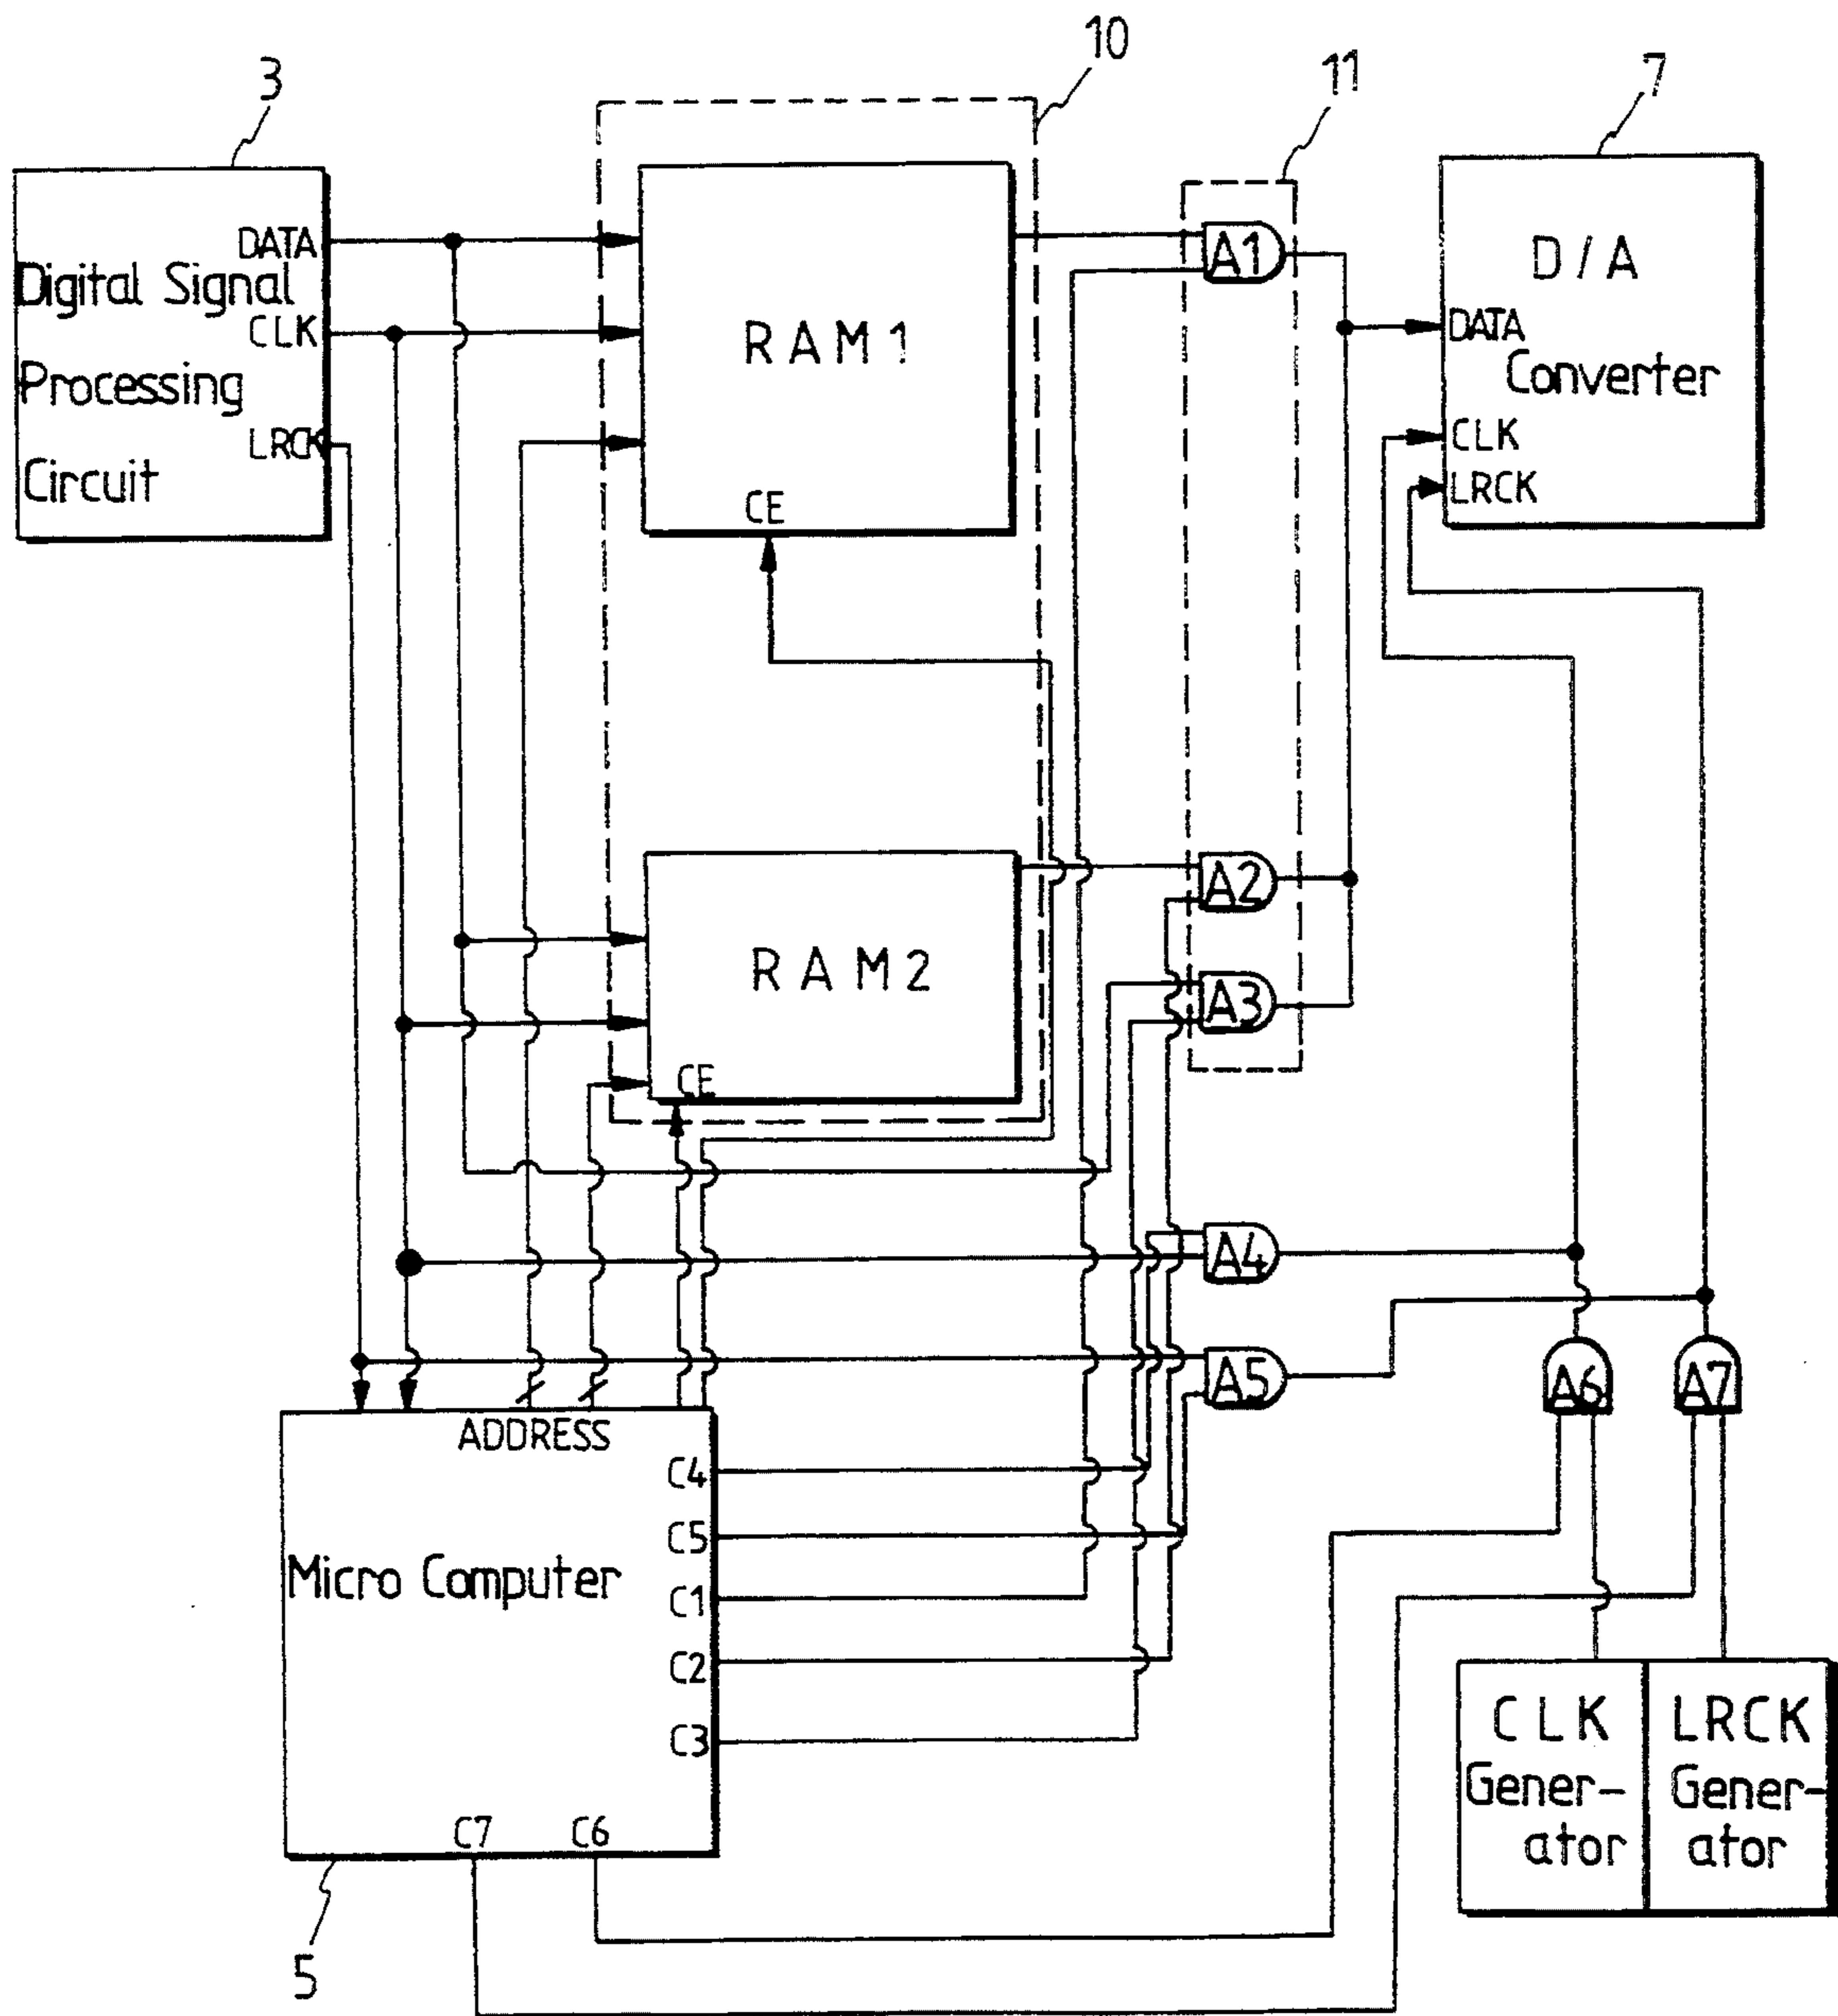 10
3
11
7
DATA
Digital Signal
CLK
Processing
LRCK
Circuit
RAM1
CE
A1
D / A
DATA
Converter
CLK
LRCK
RAM2
CE
A2
A3
A4
A5
A6
A7
ADDRESS
C4
C5
Micro Computer
C1
C2
C3
C7
C6
5
CLK
Gener-
ator
LRCK
Gener-
ator